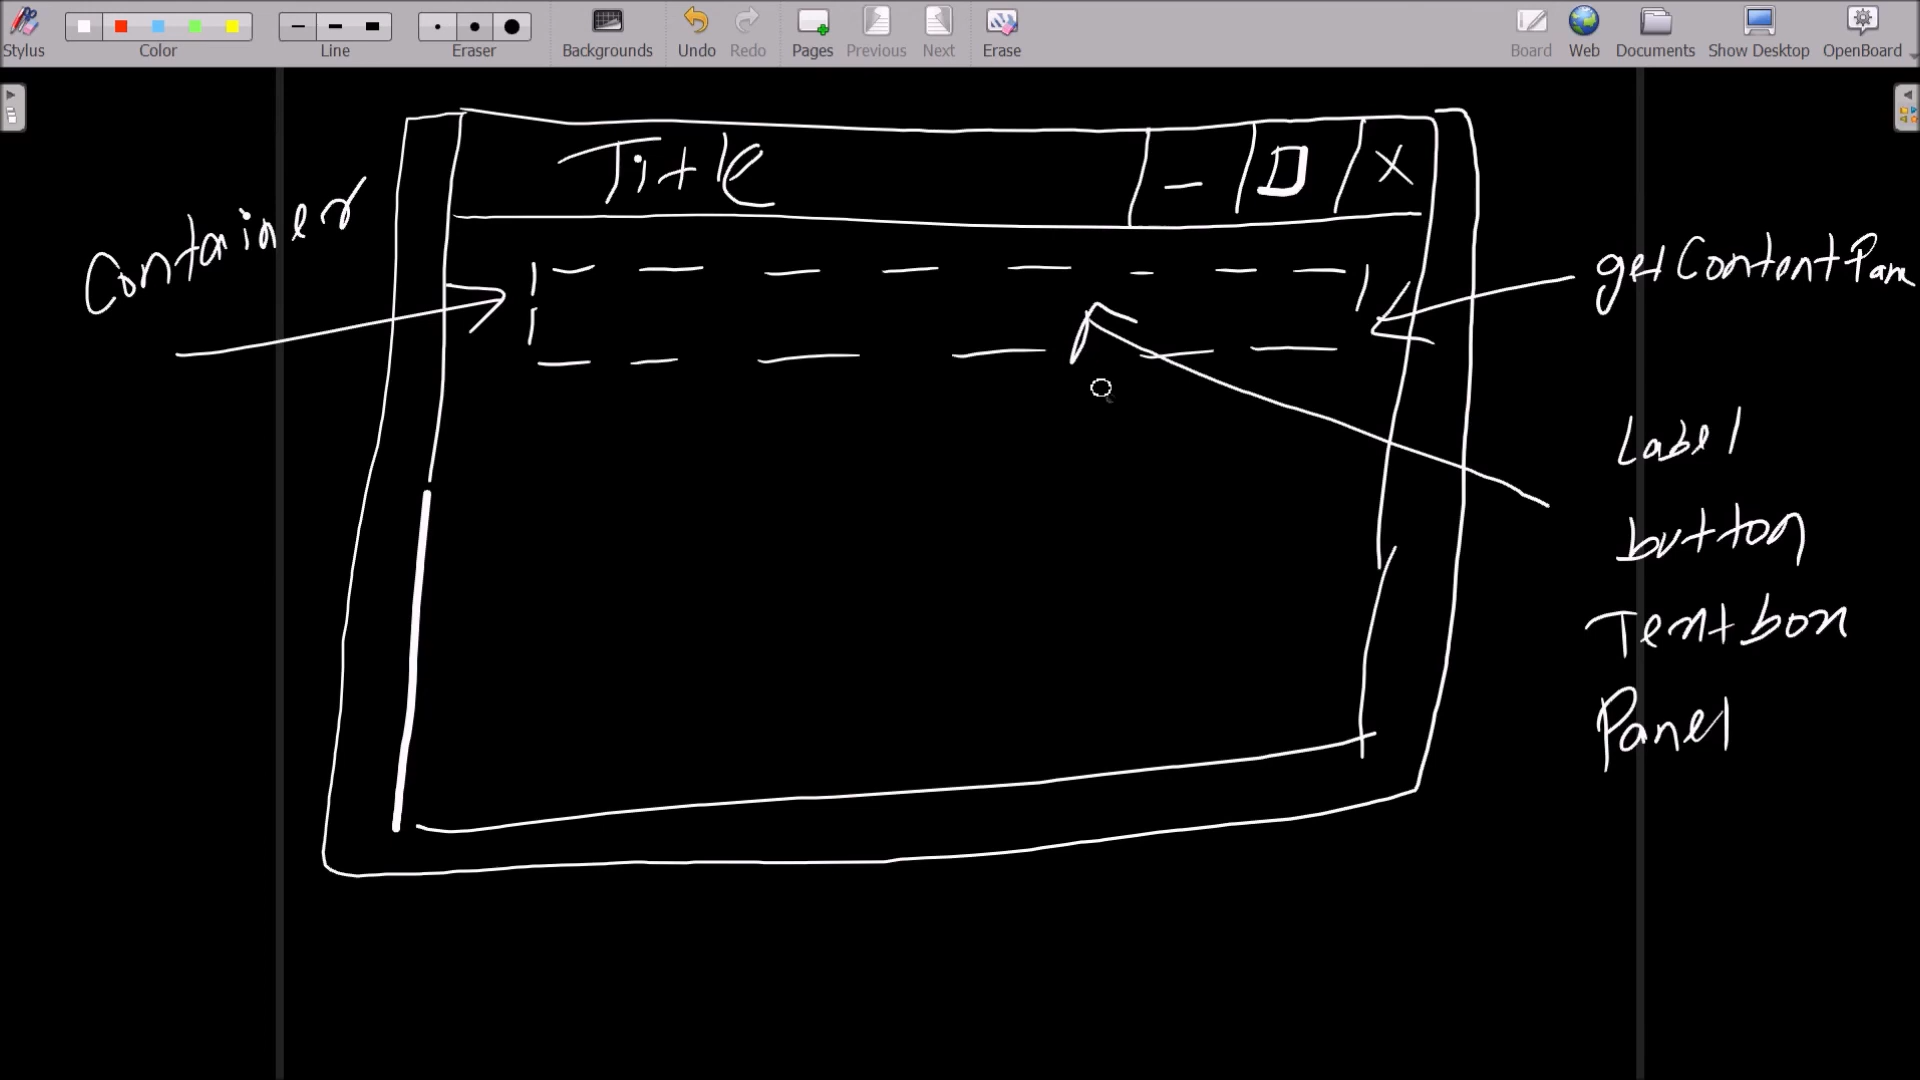 Stylus Color Line Eraser Backgrounds Undo Redo Pages Previous Next Erase Board Web Documents Show Desktop OpenBoard
Title
- X
Container
getContentPane
Label
button
Textbox
Panel